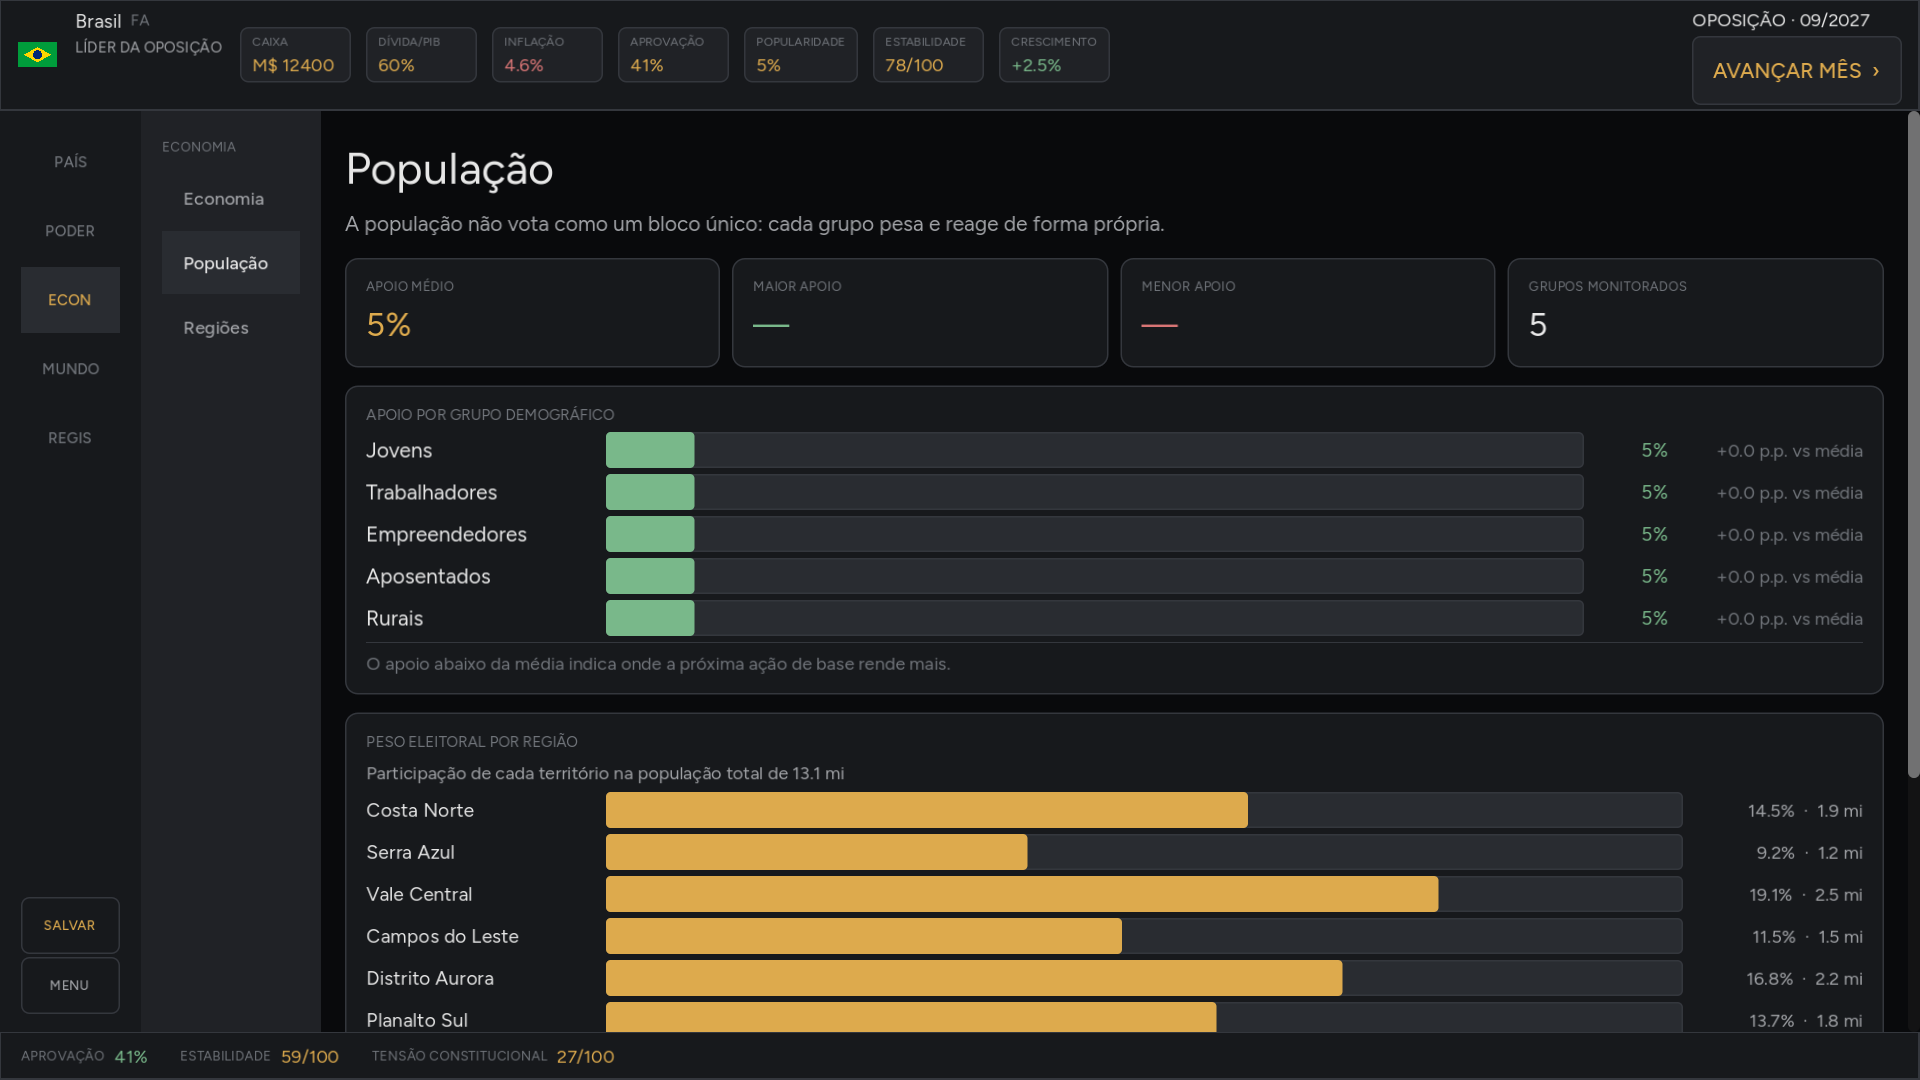 Brasil FA
LÍDER DA OPOSIÇÃO
CAIXA
M$ 12400
DÍVIDA/PIB
60%
INFLAÇÃO
4.6%
APROVAÇÃO
41%
POPULARIDADE
5%
ESTABILIDADE
78/100
CRESCIMENTO
+2.5%
OPOSIÇÃO · 09/2027
AVANÇAR MÊS ›
PAÍS
PODER
ECON
MUNDO
REGIS
SALVAR
MENU
ECONOMIA
Economia
População
Regiões
População
A população não vota como um bloco único: cada grupo pesa e reage de forma própria.
APOIO MÉDIO
5%
MAIOR APOIO
—
MENOR APOIO
—
GRUPOS MONITORADOS
5
APOIO POR GRUPO DEMOGRÁFICO
Jovens 5% +0.0 p.p. vs média
Trabalhadores 5% +0.0 p.p. vs média
Empreendedores 5% +0.0 p.p. vs média
Aposentados 5% +0.0 p.p. vs média
Rurais 5% +0.0 p.p. vs média
O apoio abaixo da média indica onde a próxima ação de base rende mais.
PESO ELEITORAL POR REGIÃO
Participação de cada território na população total de 13.1 mi
Costa Norte 14.5% · 1.9 mi
Serra Azul 9.2% · 1.2 mi
Vale Central 19.1% · 2.5 mi
Campos do Leste 11.5% · 1.5 mi
Distrito Aurora 16.8% · 2.2 mi
Planalto Sul 13.7% · 1.8 mi
APROVAÇÃO 41% ESTABILIDADE 59/100 TENSÃO CONSTITUCIONAL 27/100